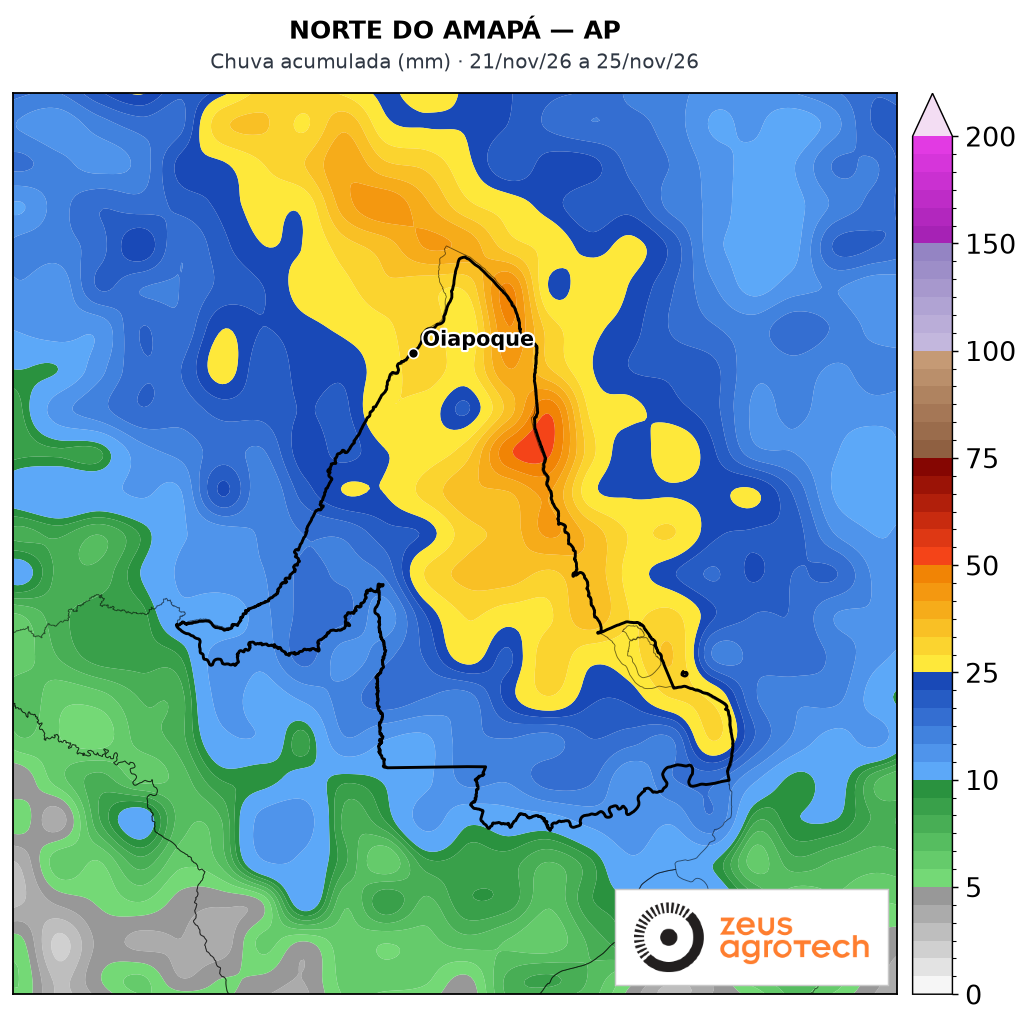 NORTE DO AMAPÁ — AP
Chuva acumulada (mm) · 21/nov/26 a 25/nov/26
200
150
100
75
50
25
10
5
0
Oiapoque
zeus
agrotech